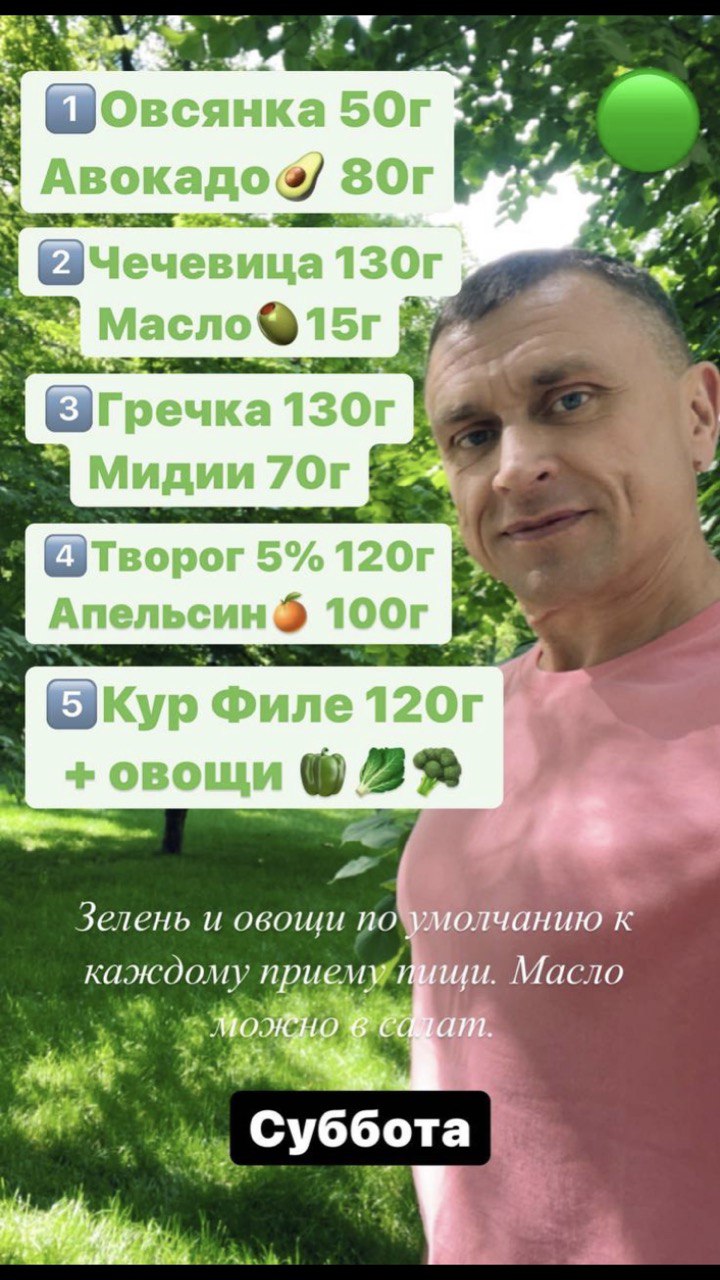 1️⃣Овсянка 50г
Авокадо🥑 80г
2️⃣Чечевица 130г
Масло🫒15г
3️⃣Гречка 130г
Мидии 70г
4️⃣Творог 5% 120г
Апельсин🍊 100г
5️⃣Кур Филе 120г
+ овощи 🫑🥬🥦
Зелень и овощи по умолчанию к
каждому приему пищи. Масло
можно в салат.
Суббота